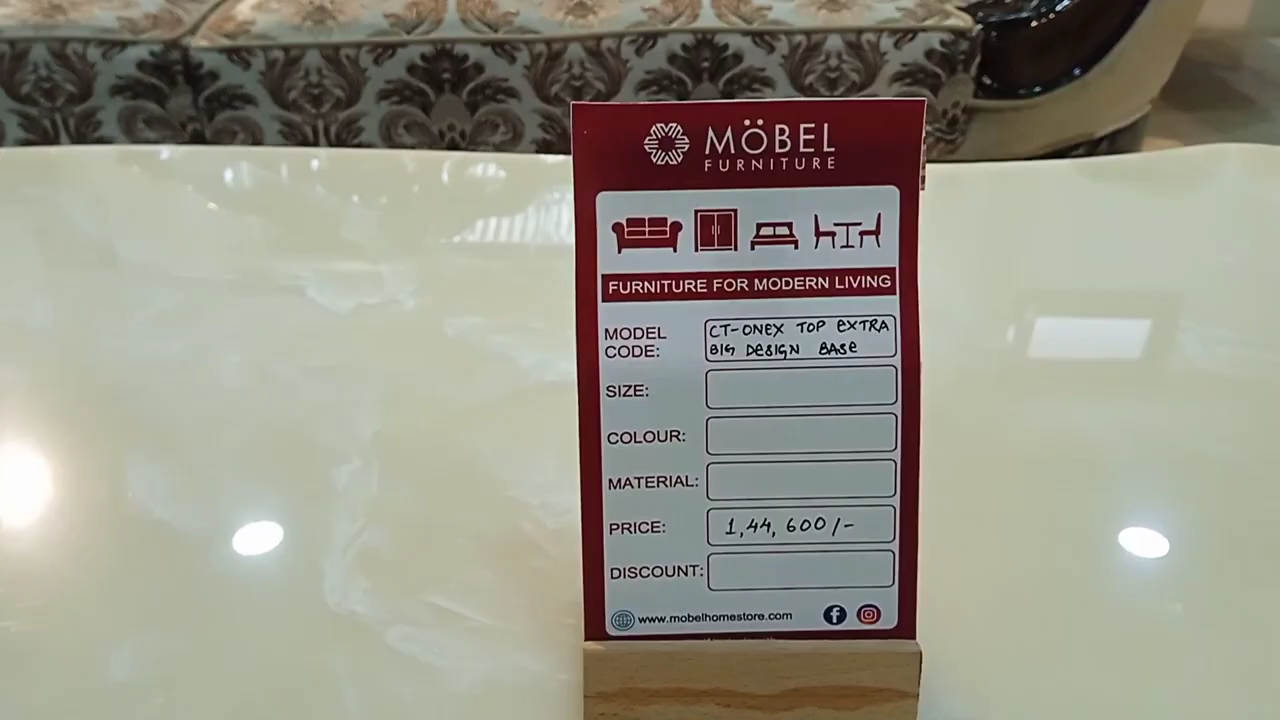 MÖBEL
FURNITURE
FURNITURE FOR MODERN LIVING
MODEL CODE: CT-ONEX TOP EXTRA
BIG DESIGN BASE
SIZE:
COLOUR:
MATERIAL:
PRICE: 1,44,600/-
DISCOUNT:
www.mobelhomestore.com